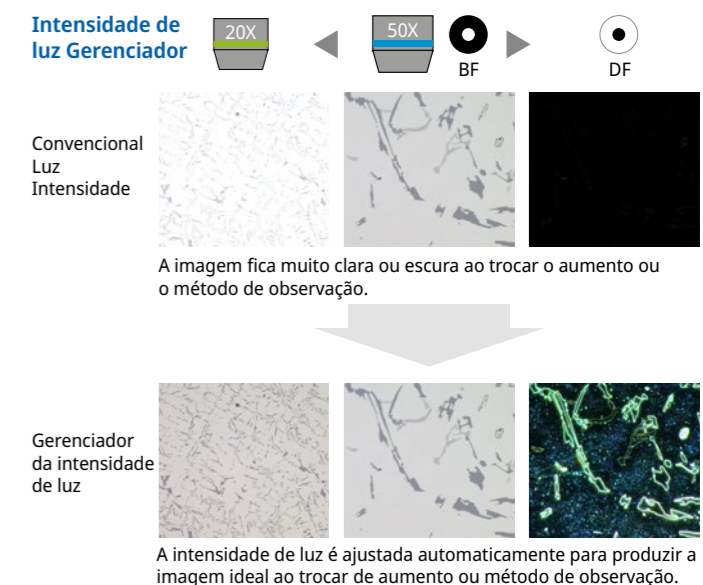 Intensidade de
luz Gerenciador
20X
50X
BF
DF
Convencional
Luz
Intensidade
A imagem fica muito clara ou escura ao trocar o aumento ou
o método de observação.
Gerenciador
da intensidade
de luz
A intensidade de luz é ajustada automaticamente para produzir a
imagem ideal ao trocar de aumento ou método de observação.